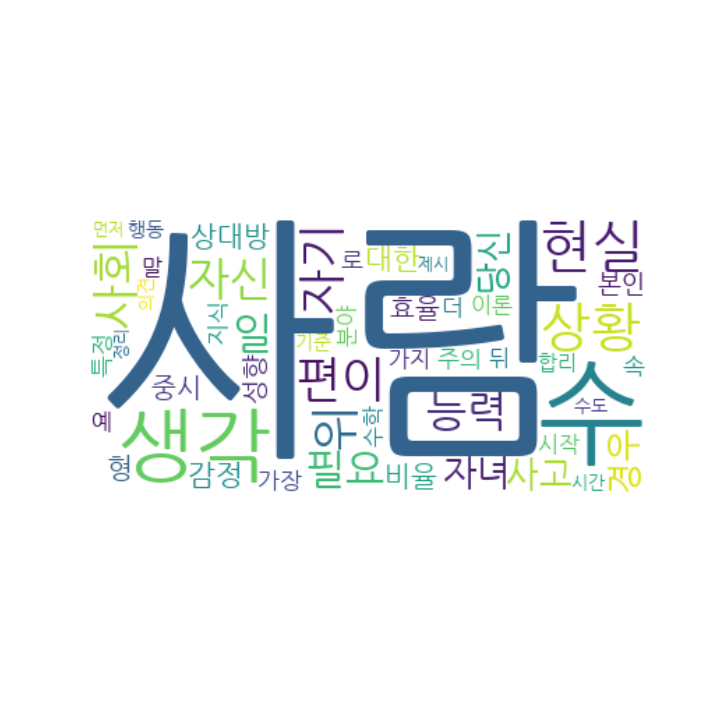 먼저
행동
상대방
사회
말
의견
자신
자기
로
대한
제시
당신
현실
본인
사람
지식
일
특정
정리
기준
분야
효율
더
이론
상황
중시
성향
편이
가지
주의
뒤
합리
속
수
예
생각
위
수학
능력
수도
형
감정
가장
필요
비율
자녀
사고
시작
시간
경우